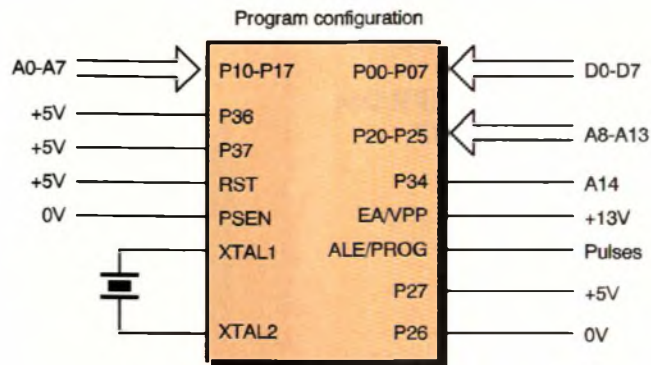 Program configuration
A0-A7
P10-P17
P00-P07
D0-D7
+5V
P36
+5V
P37
P20-P25
A8-A13
+5V
RST
P34
A14
0V
PSEN
EA/VPP
+13V
XTAL1
ALE/PROG
Pulses
P27
+5V
XTAL2
P26
0V